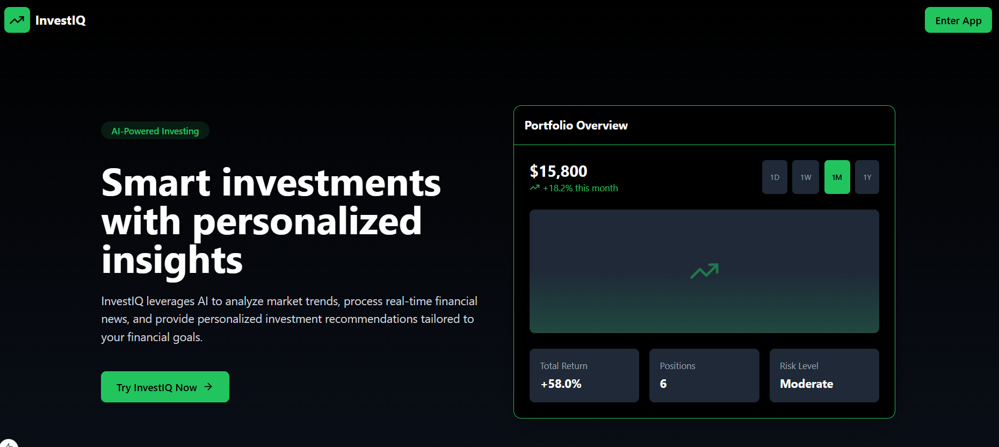 InvestIQ
Enter App
AI-Powered Investing
Smart investments
with personalized
insights
InvestIQ leverages AI to analyze market trends, process real-time financial
news, and provide personalized investment recommendations tailored to
your financial goals.
Try InvestIQ Now
Portfolio Overview
$15,800
+18.2% this month
1D
1W
1M
1Y
Total Return
+58.0%
Positions
6
Risk Level
Moderate